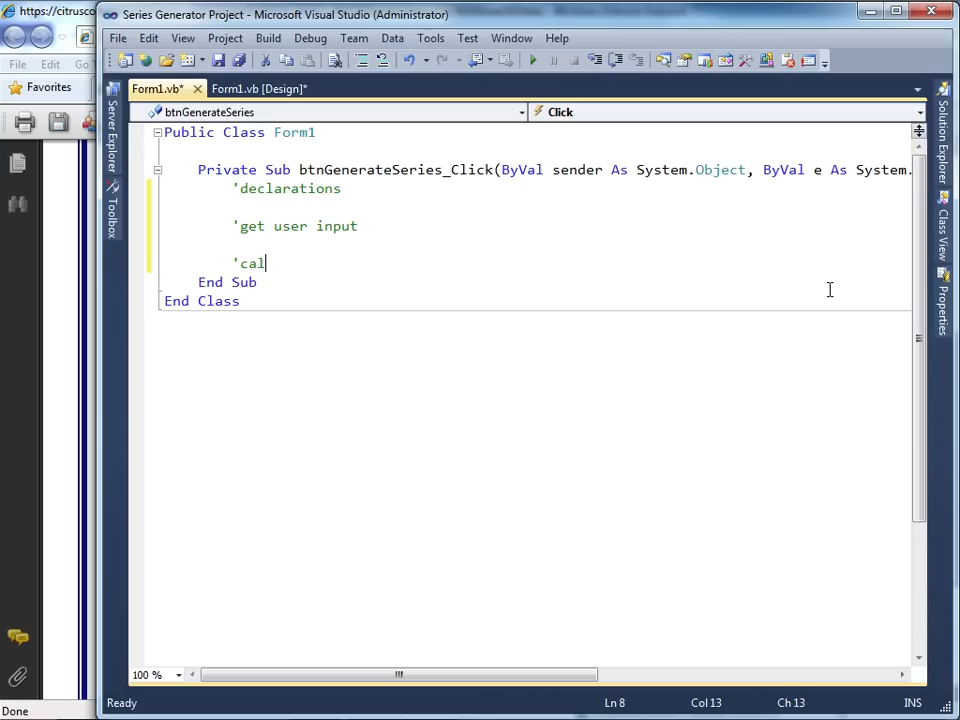 https://citrusco
File Edit Go
Favorites
Done
Series Generator Project - Microsoft Visual Studio (Administrator)
File Edit View Project Build Debug Team Data Tools Test Window Help
Form1.vb* Form1.vb [Design]*
btnGenerateSeries Click
Server Explorer
Toolbox
Public Class Form1
Private Sub btnGenerateSeries_Click(ByVal sender As System.Object, ByVal e As System.
'declarations
'get user input
'cal
End Sub
End Class
Solution Explorer
Class View
Properties
100 %
Ready Ln 8 Col 13 Ch 13 INS